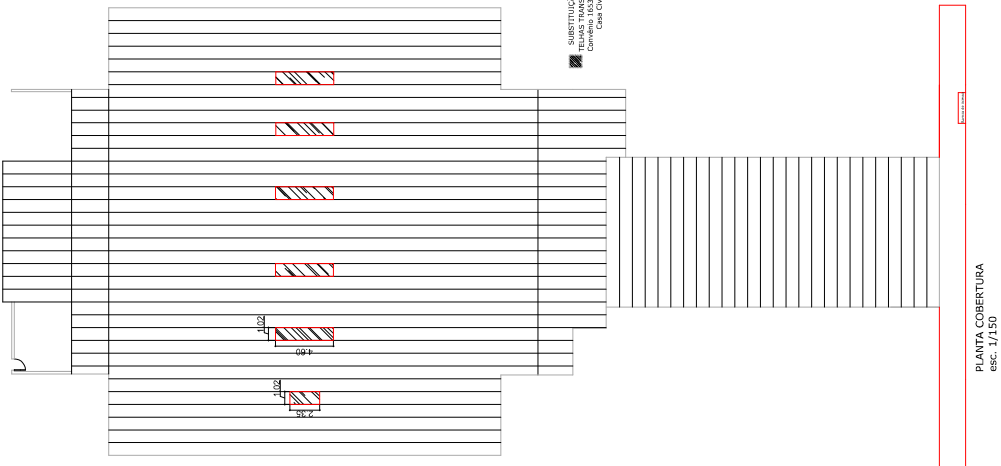 SUBSTITUIÇ
TELHAS TRANS
Convênio 1653
Casa Civ
1.02
4.60
1.02
2.35
PLANTA COBERTURA
esc. 1/150